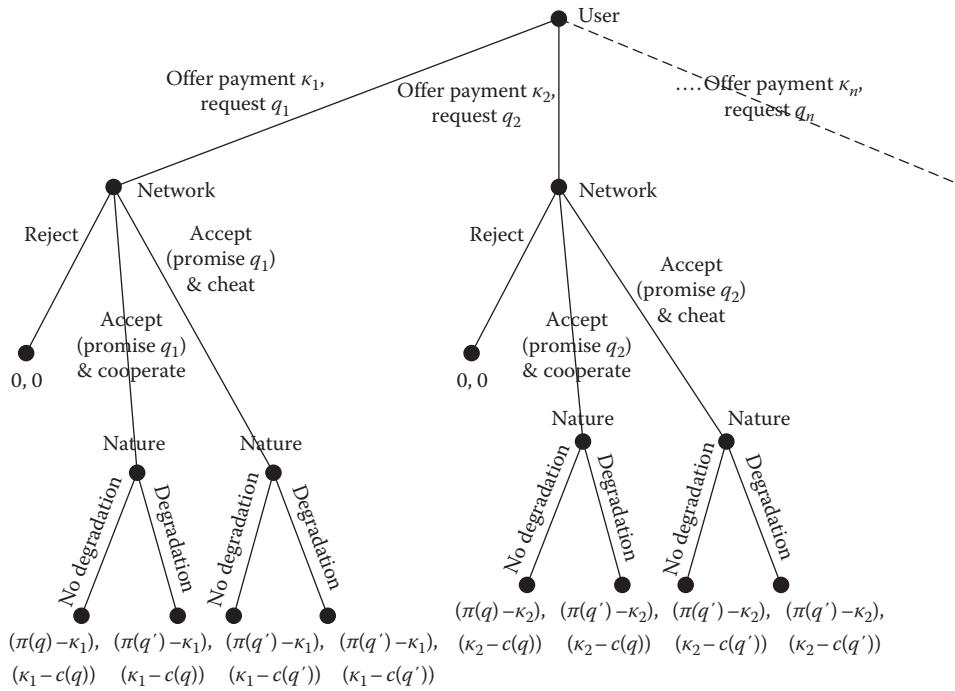 User
Offer payment κ₁,
request q₁
Offer payment κ₂,
request q₂
....Offer payment κₙ,
request qₙ
Network
Network
Reject
Accept
(promise q₁)
& cheat
Accept
(promise q₁)
& cooperate
0, 0
Reject
Accept
(promise q₂)
& cheat
Accept
(promise q₂)
& cooperate
0, 0
Nature
Nature
Nature
Nature
No degradation
Degradation
No degradation
Degradation
No degradation
Degradation
No degradation
Degradation
(π(q) –κ₁), (π(q′) –κ₁), (π(q′) –κ₁), (π(q′) –κ₁),
(κ₁ – c(q)) (κ₁ – c(q)) (κ₁ – c(q′)) (κ₁ – c(q′))
(π(q) –κ₂), (π(q′) –κ₂), (π(q′) –κ₂), (π(q′) –κ₂),
(κ₂ – c(q)) (κ₂ – c(q)) (κ₂ – c(q′)) (κ₂ – c(q′))